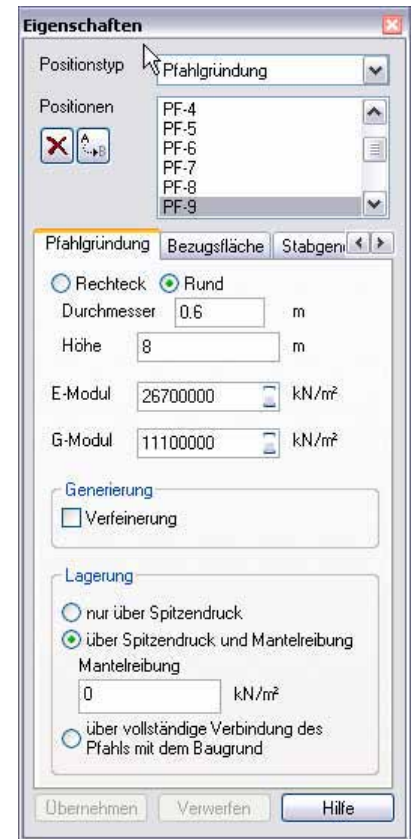 Eigenschaften
Positionstyp Pfahlgründung
Positionen
PF-4
PF-5
PF-6
PF-7
PF-8
PF-9
A
B
Pfahlgründung Bezugsfläche Stabgen
Rechteck Rund
Durchmesser 0.6 m
Höhe 8 m
E-Modul 26700000 kN/m²
G-Modul 11100000 kN/m²
Generierung
Verfeinerung
Lagerung
nur über Spitzendruck
über Spitzendruck und Mantelreibung
Mantelreibung
0 kN/m²
über vollständige Verbindung des
Pfahls mit dem Baugrund
Übernehmen Verwerfen Hilfe